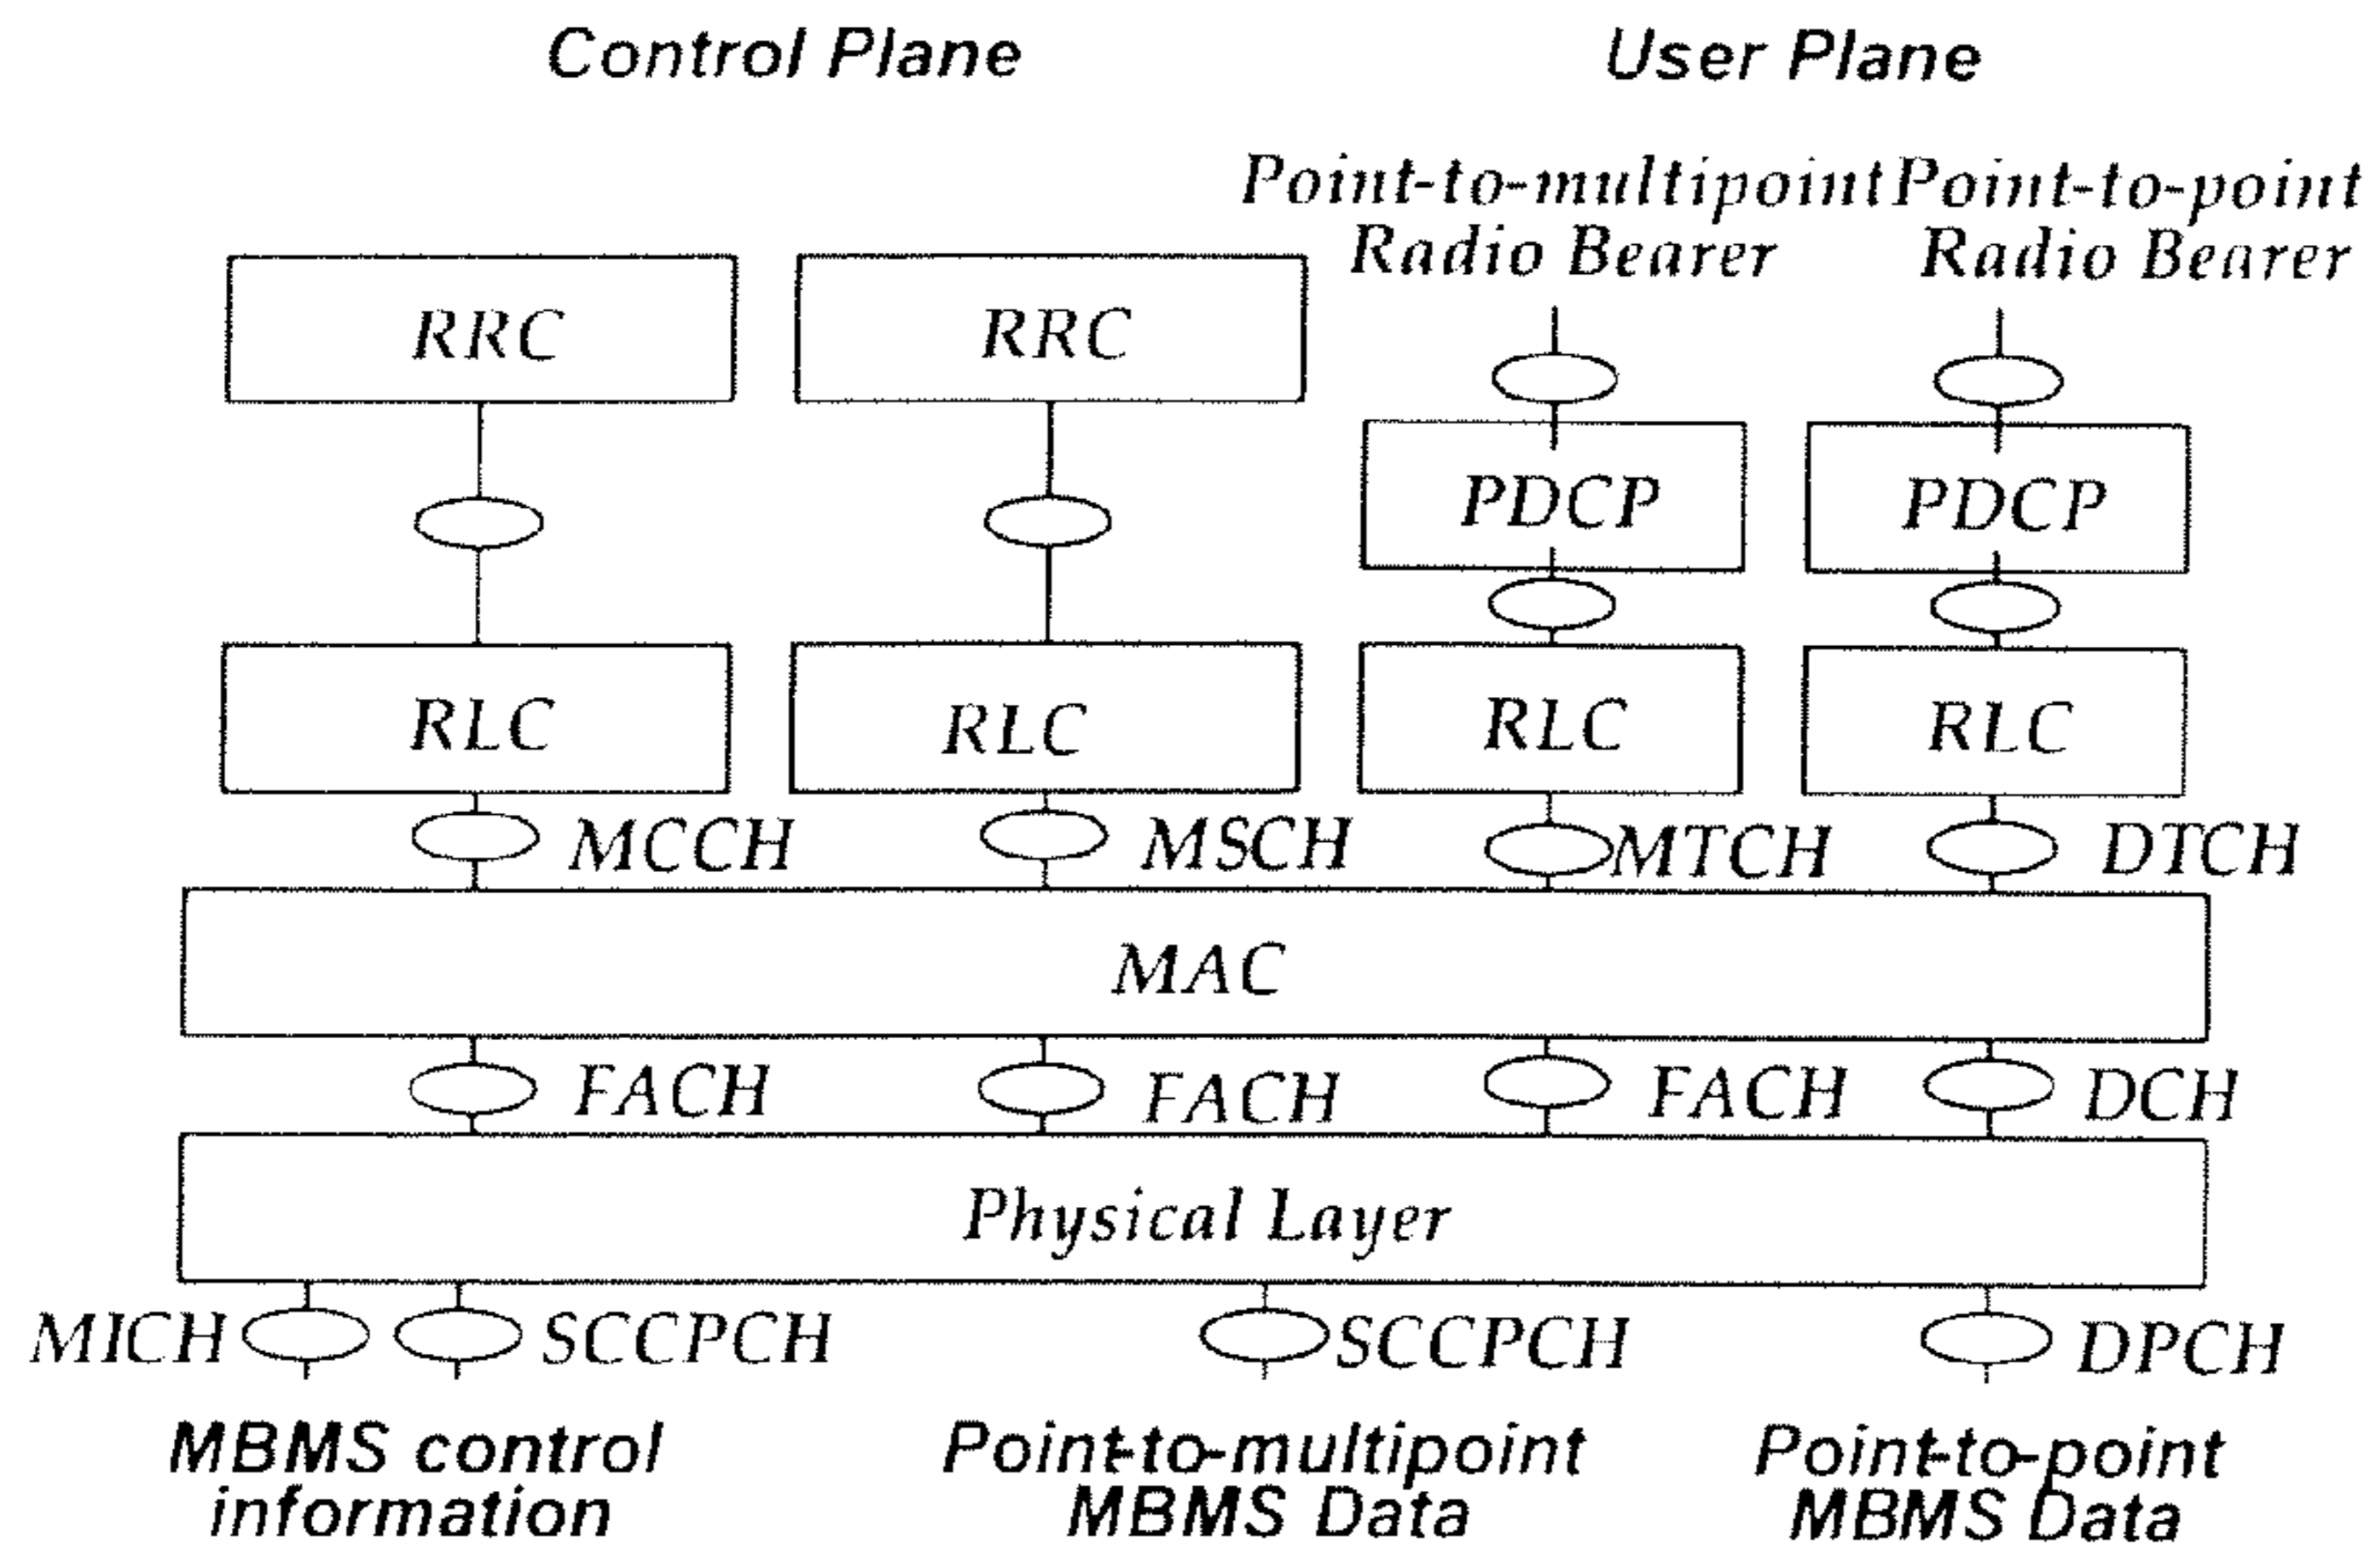 Control Plane
User Plane
Point-to-multipoint
Radio Bearer
Point-to-point
Radio Bearer
RRC
RRC
PDCP
PDCP
RLC
RLC
RLC
RLC
MCCH
MSCH
MTCH
DTCH
MAC
FACH
FACH
FACH
DCH
Physical Layer
MICH
SCCPCH
SCCPCH
DPCH
MBMS control
information
Point-to-multipoint
MBMS Data
Point-to-point
MBMS Data